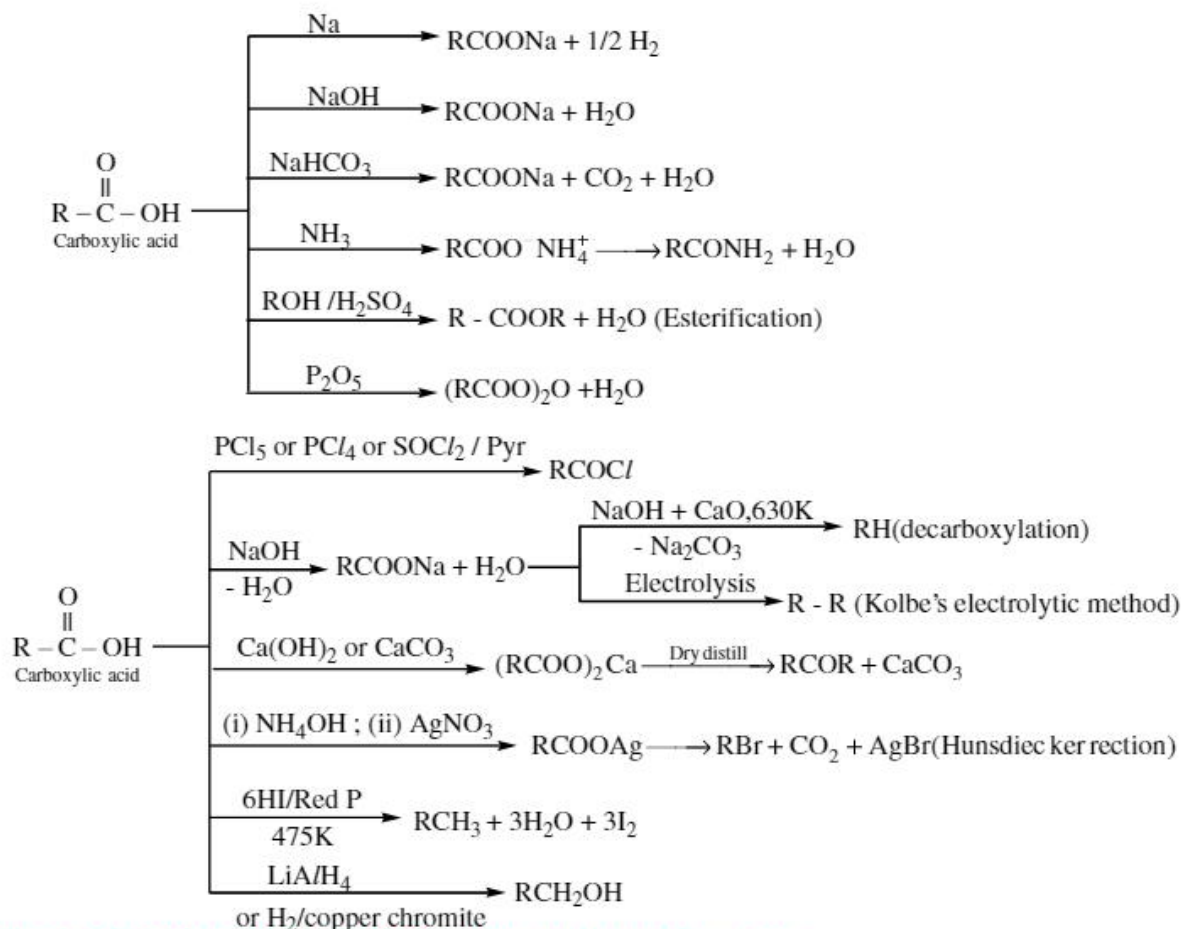 Na
RCOONa + 1/2 H₂
NaOH
RCOONa + H₂O
NaHCO₃
RCOONa + CO₂ + H₂O
O
||
R – C – OH
Carboxylic acid
NH₃
RCOO NH₄⁺ ⟶ RCONH₂ + H₂O
ROH /H₂SO₄
R - COOR + H₂O (Esterification)
P₂O₅
(RCOO)₂O +H₂O
PCl₅ or PCl₄ or SOCl₂ / Pyr
RCOCl
NaOH
- H₂O
RCOONa + H₂O
NaOH + CaO,630K
- Na₂CO₃
RH(decarboxylation)
Electrolysis
R - R (Kolbe's electrolytic method)
O
||
R – C – OH
Carboxylic acid
Ca(OH)₂ or CaCO₃
(RCOO)₂Ca —Dry distill→ RCOR + CaCO₃
(i) NH₄OH ; (ii) AgNO₃
RCOOAg ⟶ RBr + CO₂ + AgBr(Hunsdiec ker rection)
6HI/Red P
475K
RCH₃ + 3H₂O + 3I₂
LiAlH₄
or H₂/copper chromite
RCH₂OH